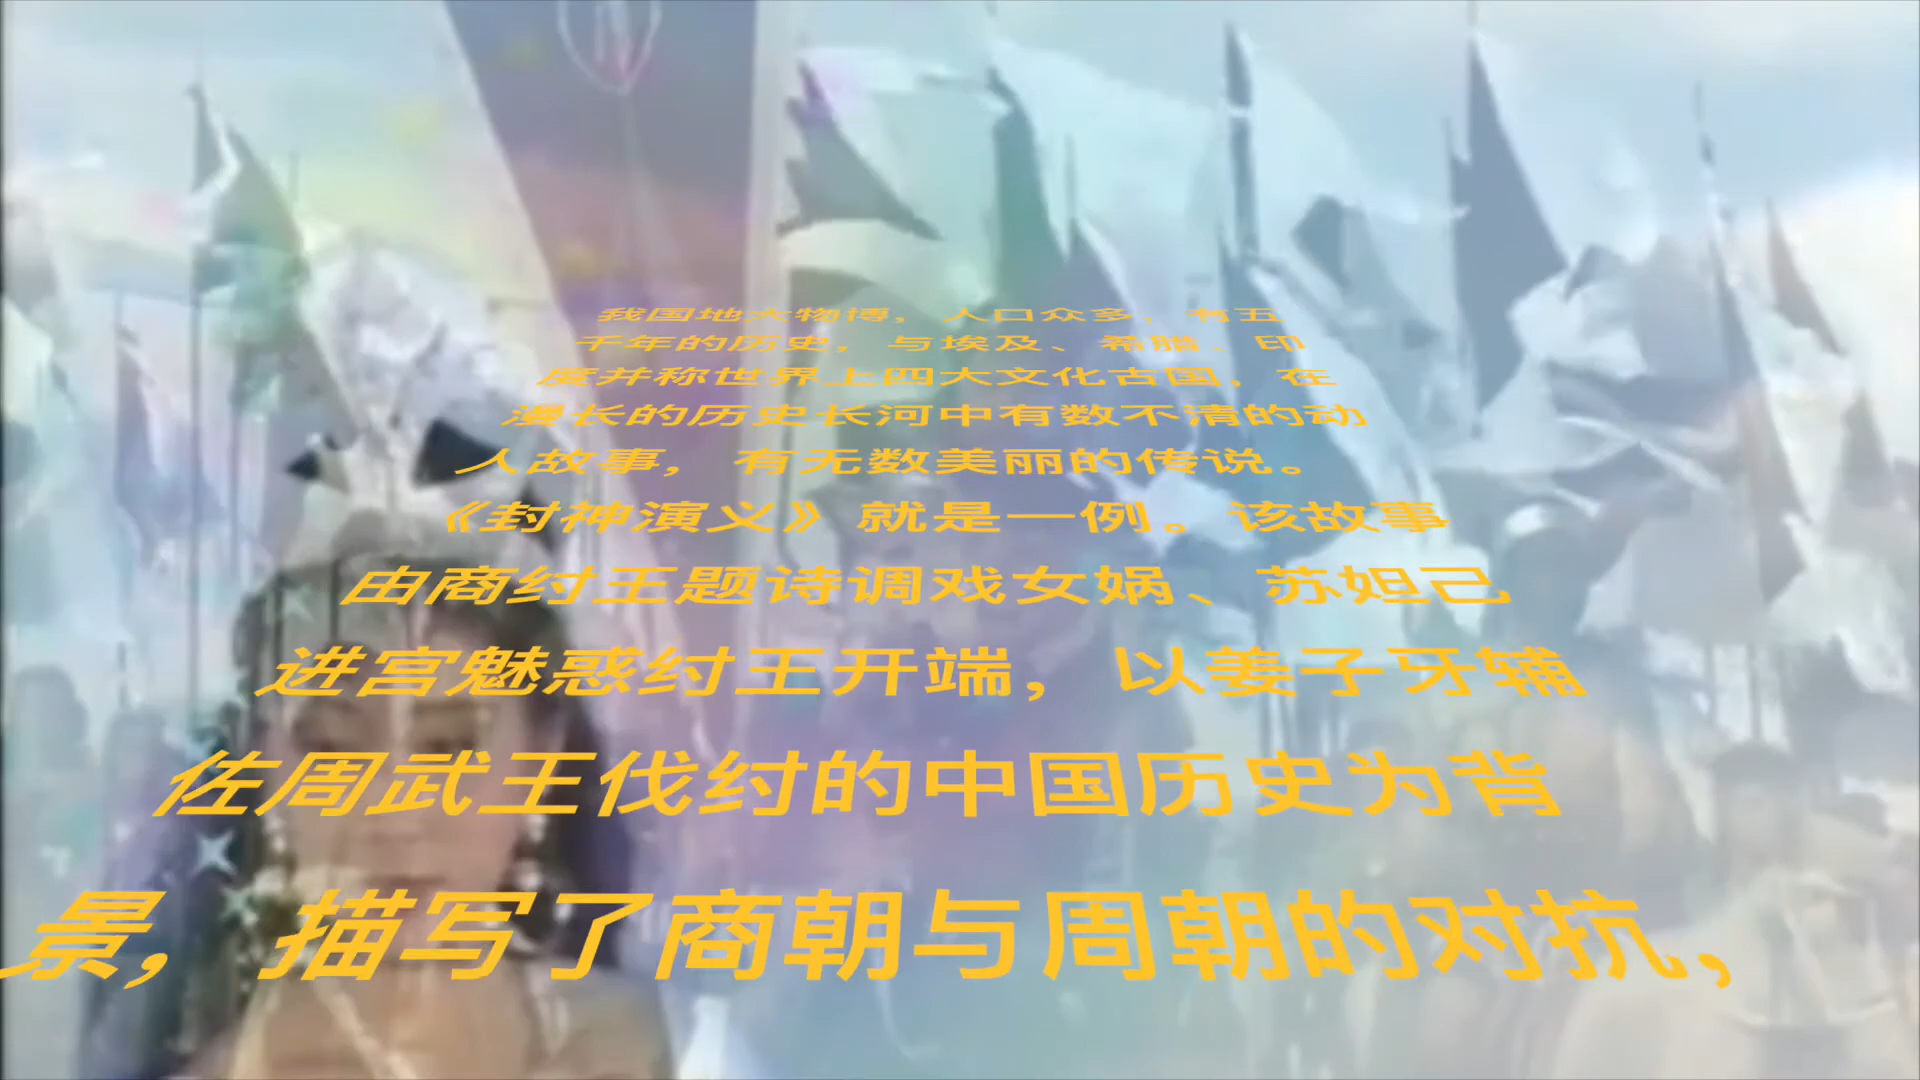 我国地大物博，人口众多，有五
千年的历史，与埃及、希腊、印
度并称世界上四大文化古国，在
漫长的历史长河中有数不清的动
人故事，有无数美丽的传说。
《封神演义》就是一例。该故事
由商纣王题诗调戏女娲、苏妲己
进宫魅惑纣王开端，以姜子牙辅
佐周武王伐纣的中国历史为背
景，描写了商朝与周朝的对抗，